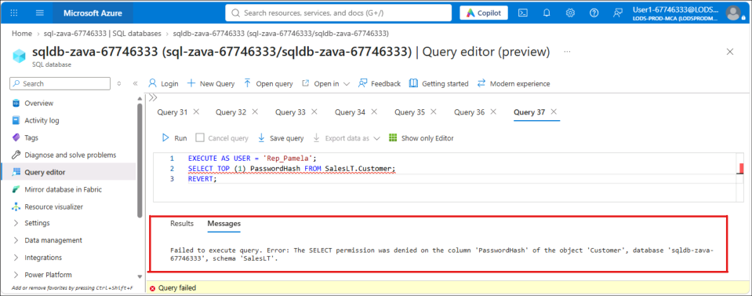 Microsoft Azure
Search resources, services, and docs (G+/)
Copilot
User1-67746333@LODS...
LODS-PROD-MCA (LODSPRODM...
Home > sql-zava-67746333 | SQL databases > sqldb-zava-67746333 (sql-zava-67746333/sqldb-zava-67746333)
sqldb-zava-67746333 (sql-zava-67746333/sqldb-zava-67746333) | Query editor (preview) ...
SQL database
Search
Login New Query Open query Open in Feedback Getting started Modern experience
Overview
Activity log
Tags
Diagnose and solve problems
Query editor
Mirror database in Fabric
Resource visualizer
Settings
Data management
Integrations
Power Platform
Add or remove favorites by pressing Ctrl+Shift+F
Query 31 Query 32 Query 33 Query 34 Query 35 Query 36 Query 37
Run Cancel query Save query Export data as Show only Editor
1 EXECUTE AS USER = 'Rep_Pamela';
2 SELECT TOP (1) PasswordHash FROM SalesLT.Customer;
3 REVERT;
Results Messages
Failed to execute query. Error: The SELECT permission was denied on the column 'PasswordHash' of the object 'Customer', database 'sqldb-zava-
67746333', schema 'SalesLT'.
Query failed